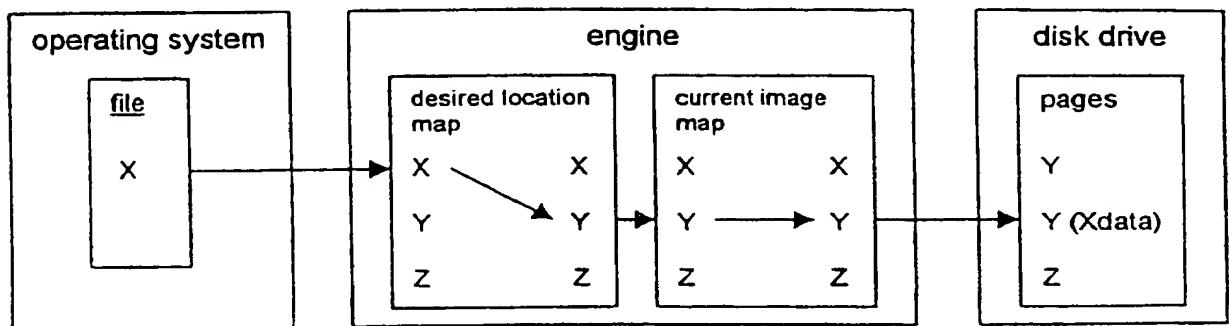 operating system
file
X
engine
desired location
map
X X
Y Y
Z Z
current image
map
X X
Y Y
Z Z
disk drive
pages
Y
Y (Xdata)
Z